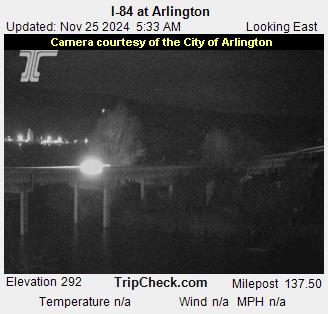 I-84 at Arlington
Updated: Nov 25 2024 5:33 AM Looking East
Camera courtesy of the City of Arlington
Elevation 292 TripCheck.com Milepost 137.50
Temperature n/a Wind n/a MPH n/a